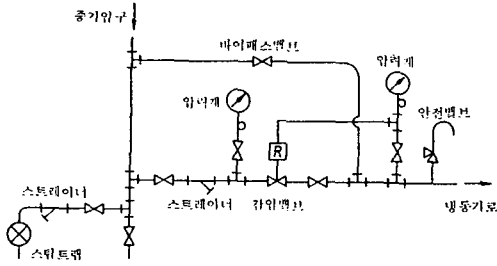 증기입구
바이패스밸브
압력계
압력계
안전밸브
R
스트레이너
스트레이너
감압밸브
냉동기로
스팀트랩